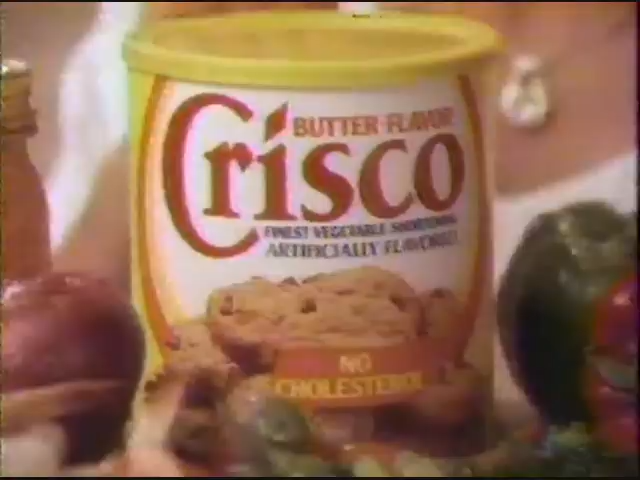 BUTTER FLAVOR
Crisco
FINEST VEGETABLE SHORTENING
ARTIFICIALLY FLAVORED
NO
CHOLESTEROL